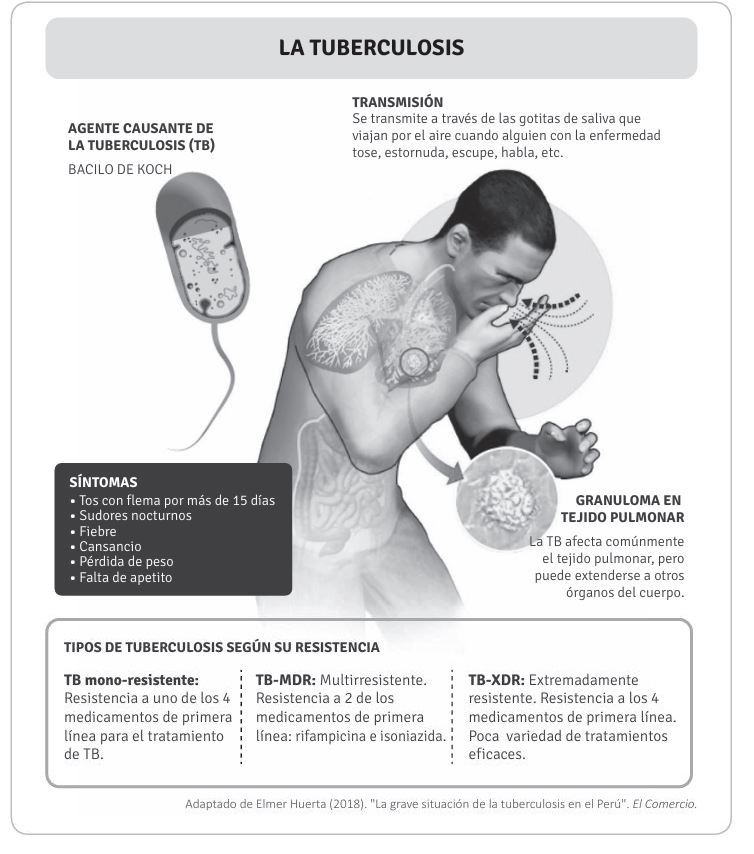 LA TUBERCULOSIS
AGENTE CAUSANTE DE
LA TUBERCULOSIS (TB)
BACILO DE KOCH
TRANSMISIÓN
Se transmite a través de las gotitas de saliva que
viajan por el aire cuando alguien con la enfermedad
tose, estornuda, escupe, habla, etc.
SÍNTOMAS
• Tos con flema por más de 15 días
• Sudores nocturnos
• Fiebre
• Cansancio
• Pérdida de peso
• Falta de apetito
GRANULOMA EN
TEJIDO PULMONAR
La TB afecta comúnmente
el tejido pulmonar, pero
puede extenderse a otros
órganos del cuerpo.
TIPOS DE TUBERCULOSIS SEGÚN SU RESISTENCIA
TB mono-resistente:
Resistencia a uno de los 4
medicamentos de primera
línea para el tratamiento
de TB.
TB-MDR: Multirresistente.
Resistencia a 2 de los
medicamentos de primera
línea: rifampicina e isoniazida.
TB-XDR: Extremadamente
resistente. Resistencia a los 4
medicamentos de primera línea.
Poca variedad de tratamientos
eficaces.
Adaptado de Elmer Huerta (2018). "La grave situación de la tuberculosis en el Perú". El Comercio.